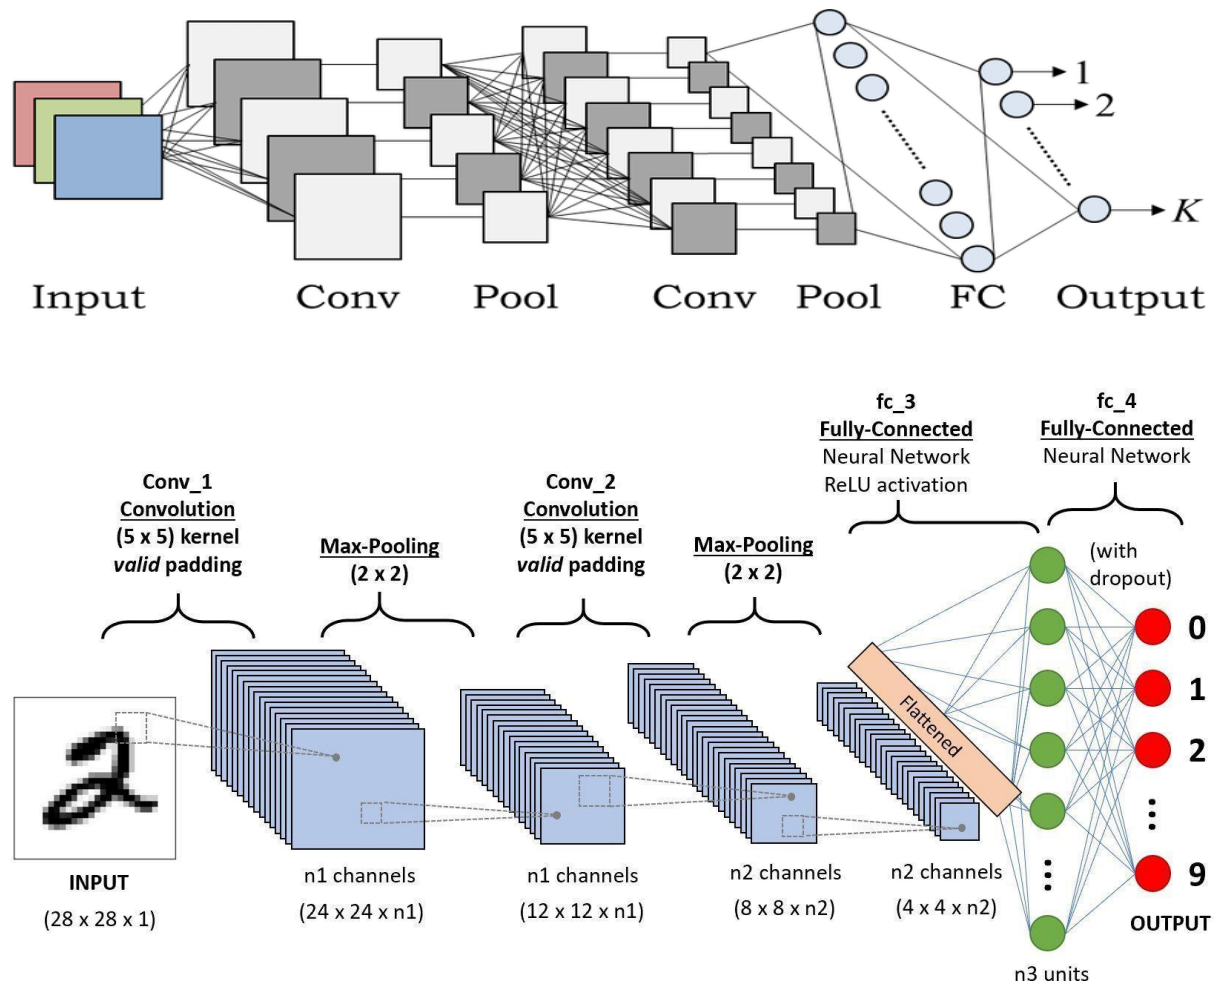 1
2
K
Input
Conv
Pool
Conv
Pool
FC
Output
fc_3
Fully-Connected
Neural Network
ReLU activation
fc_4
Fully-Connected
Neural Network
Conv_1
Convolution
(5 x 5) kernel
valid padding
Max-Pooling
(2 x 2)
Conv_2
Convolution
(5 x 5) kernel
valid padding
Max-Pooling
(2 x 2)
(with
dropout)
2
Flattened
0
1
2
9
INPUT
(28 x 28 x 1)
n1 channels
(24 x 24 x n1)
n1 channels
(12 x 12 x n1)
n2 channels
(8 x 8 x n2)
n2 channels
(4 x 4 x n2)
OUTPUT
n3 units